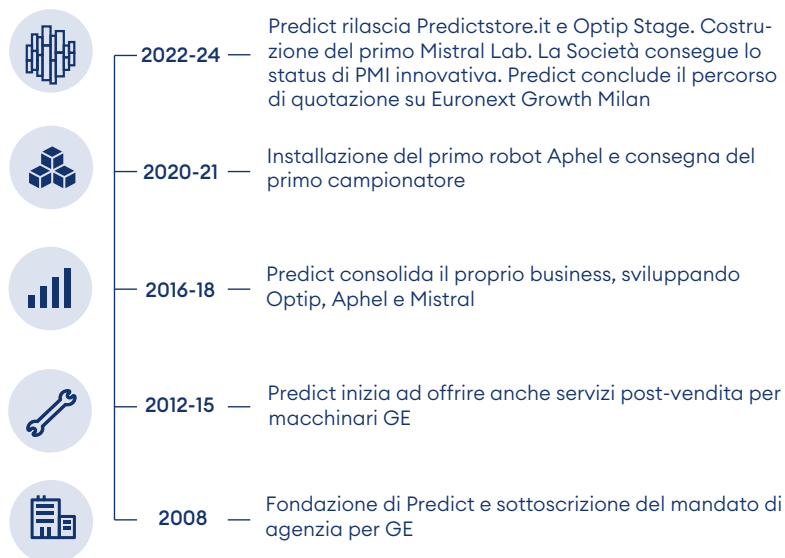 Predict rilascia Predictstore.it e Optip Stage. Costru-
2022-24
zione del primo Mistral Lab. La Società consegue lo
status di PMI innovativa. Predict conclude il percorso
di quotazione su Euronext Growth Milan
2020-21
Installazione del primo robot Aphel e consegna del
primo campionatore
2016-18
Predict consolida il proprio business, sviluppando
Optip, Aphel e Mistral
2012-15
Predict inizia ad offrire anche servizi post-vendita per
macchinari GE
2008
Fondazione di Predict e sottoscrizione del mandato di
agenzia per GE